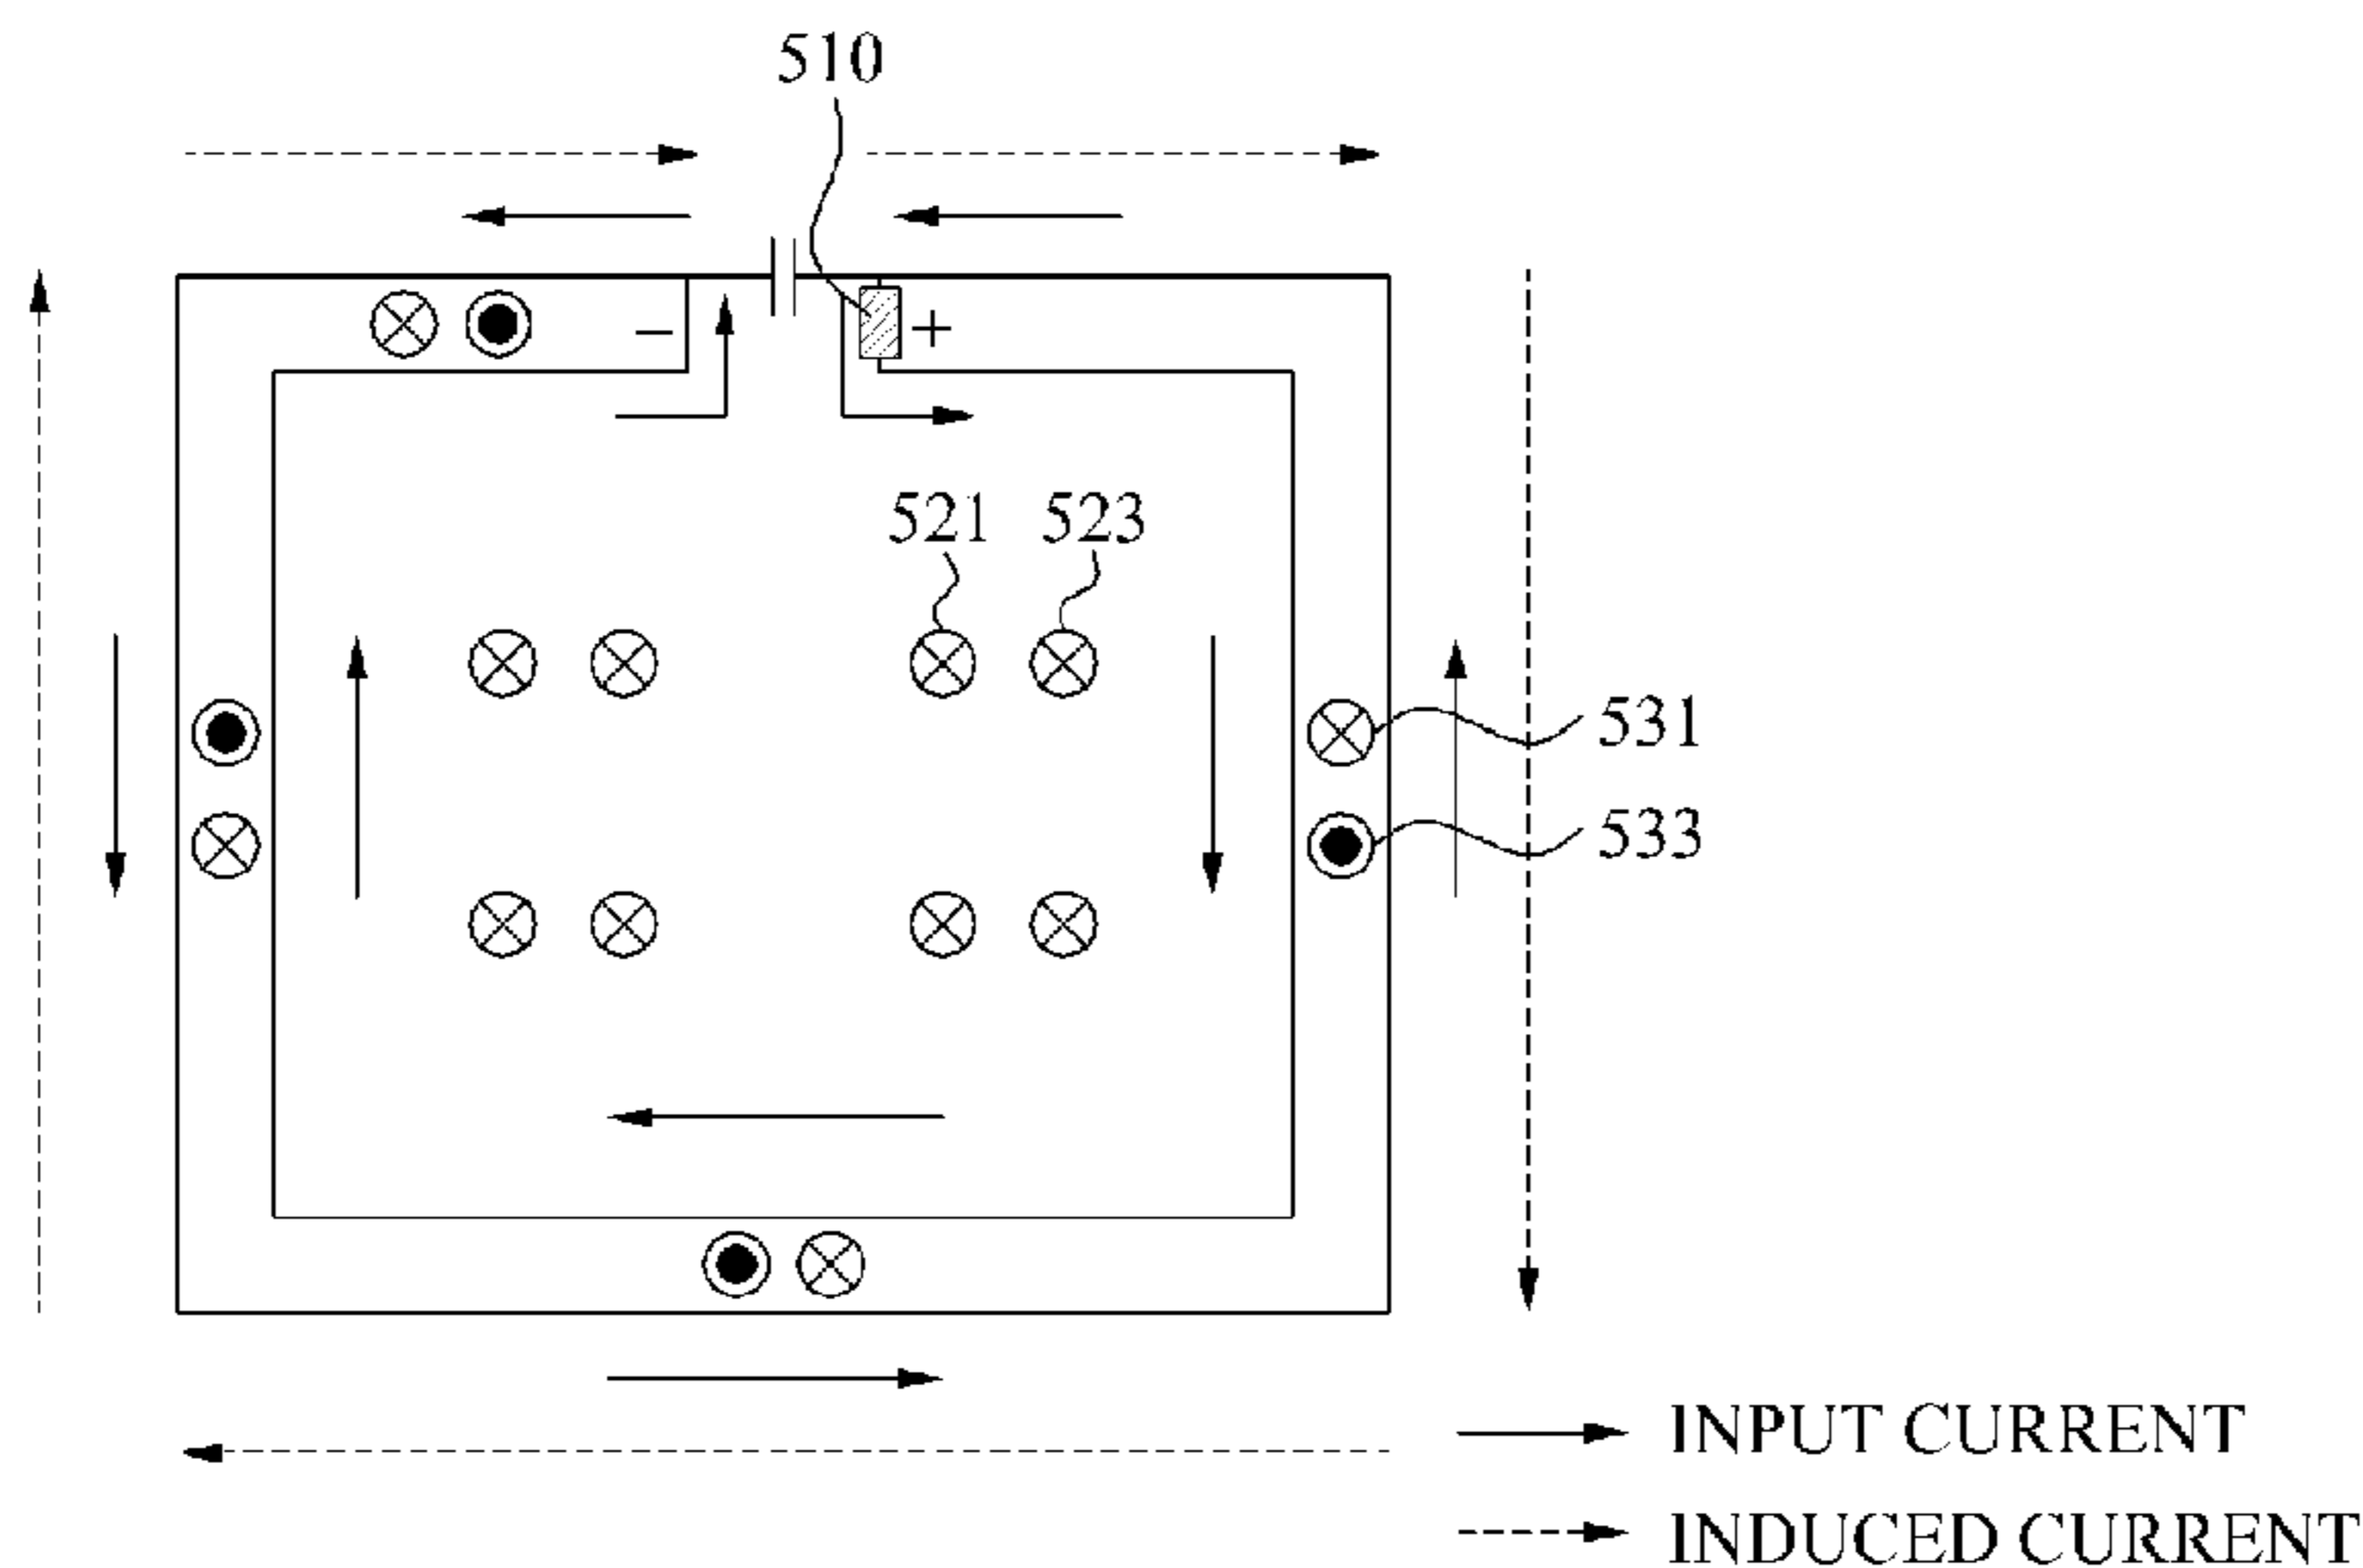 510
− +
521 523
531
533
INPUT CURRENT
INDUCED CURRENT